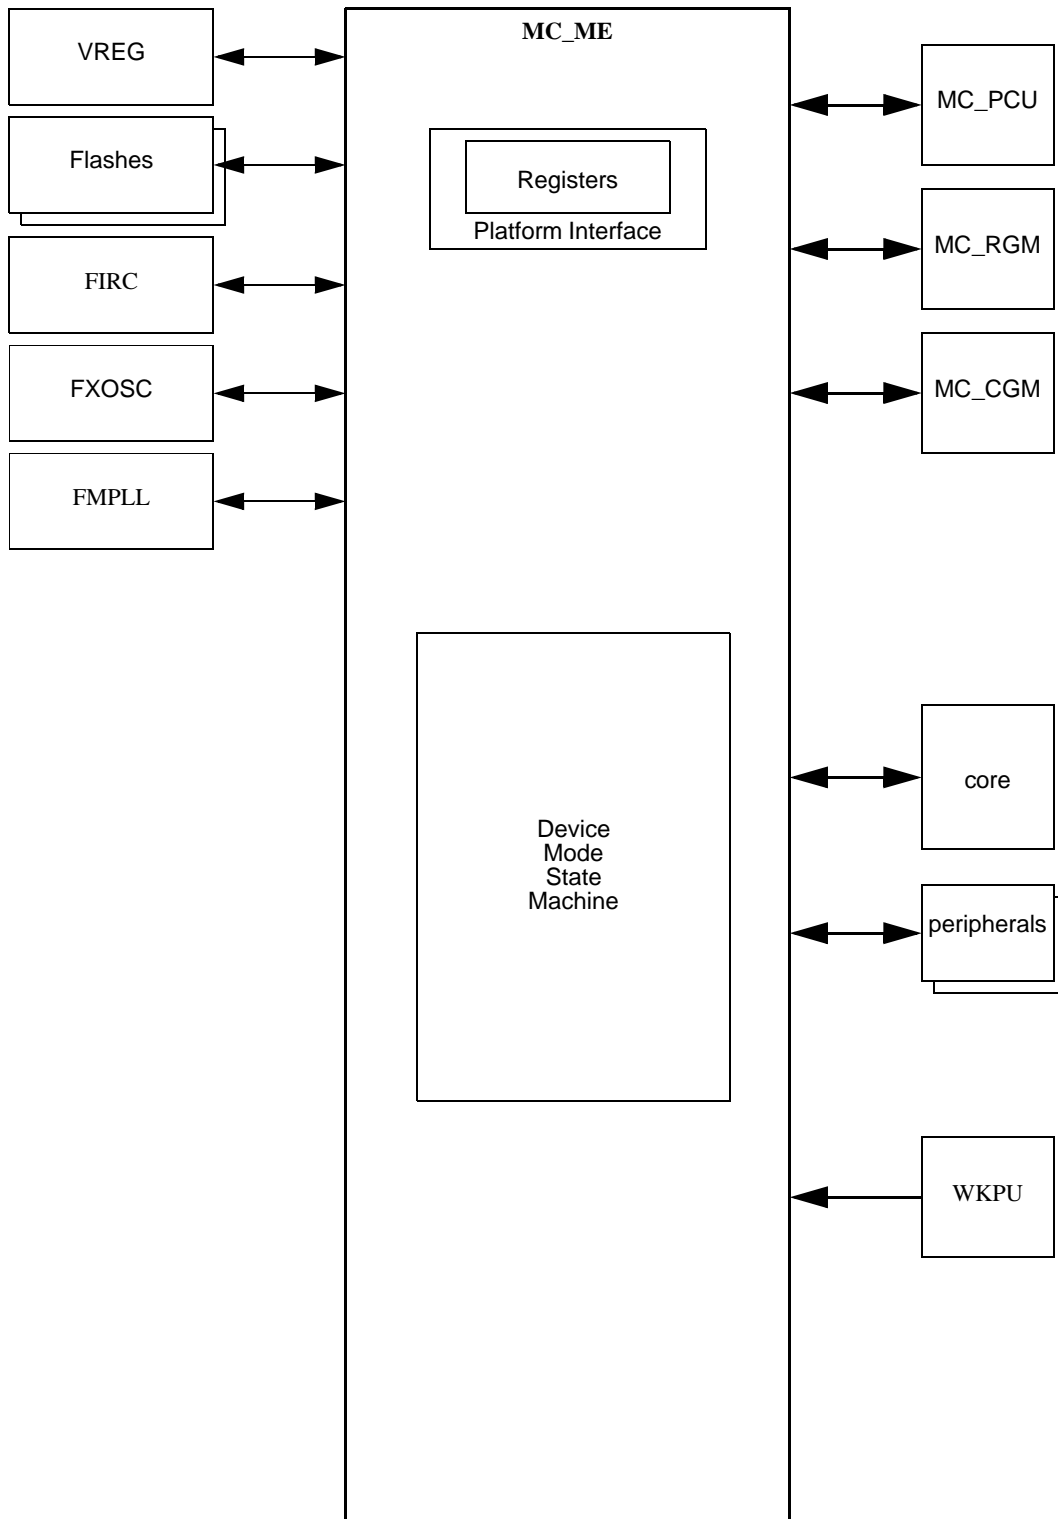 MC_ME
VREG
Flashes
FIRC
FXOSC
FMPLL
Registers
Platform Interface
Device
Mode
State
Machine
MC_PCU
MC_RGM
MC_CGM
core
peripherals
WKPU